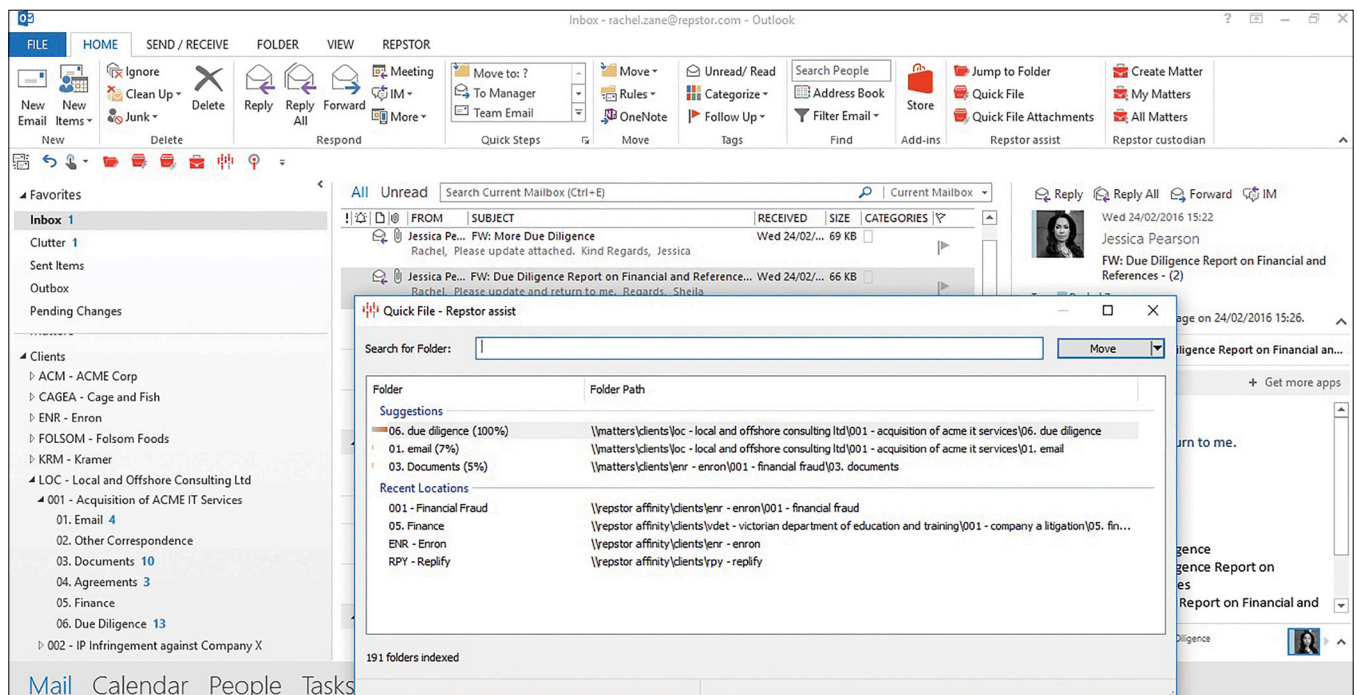 Inbox - rachel.zane@repstor.com - Outlook
FILE HOME SEND / RECEIVE FOLDER VIEW REPSTOR
New Email
New Items
Ignore
Clean Up
Junk
Delete
Reply
Reply All
Forward
Meeting
IM
More
Move to: ?
To Manager
Team Email
Move
Rules
OneNote
Unread/ Read
Categorize
Follow Up
Search People
Address Book
Filter Email
Store
Jump to Folder
Quick File
Quick File Attachments
Create Matter
My Matters
All Matters
New Delete Respond Quick Steps Move Tags Find Add-ins Repstor assist Repstor custodian
Favorites
Inbox 1
Clutter 1
Sent Items
Outbox
Pending Changes
Clients
ACM - ACME Corp
CAGEA - Cage and Fish
ENR - Enron
FOLSOM - Folsom Foods
KRM - Kramer
LOC - Local and Offshore Consulting Ltd
001 - Acquisition of ACME IT Services
01. Email 4
02. Other Correspondence
03. Documents 10
04. Agreements 3
05. Finance
06. Due Diligence 13
002 - IP Infringement against Company X
Mail Calendar People Tasks
All Unread Search Current Mailbox (Ctrl+E) Current Mailbox
FROM SUBJECT RECEIVED SIZE CATEGORIES
Jessica Pe... FW: More Due Diligence Wed 24/02/... 69 KB
Rachel, Please update attached. Kind Regards, Jessica
Jessica Pe... FW: Due Diligence Report on Financial and Reference... Wed 24/02/... 66 KB
Rachel, Please update and return to me. Regards, Sheila
Quick File - Repstor assist
Search for Folder: Move
Folder Folder Path
Suggestions
06. due diligence (100%) \\matters\clients\loc - local and offshore consulting ltd\001 - acquisition of acme it services\06. due diligence
01. email (7%) \\matters\clients\loc - local and offshore consulting ltd\001 - acquisition of acme it services\01. email
03. Documents (5%) \\matters\clients\enr - enron\001 - financial fraud\03. documents
Recent Locations
001 - Financial Fraud \\repstor affinity\clients\enr - enron\001 - financial fraud
05. Finance \\repstor affinity\clients\vdet - victorian department of education and training\001 - company a litigation\05. fin...
ENR - Enron \\repstor affinity\clients\enr - enron
RPY - Replify \\repstor affinity\clients\rpy - replify
191 folders indexed
Reply Reply All Forward IM
Wed 24/02/2016 15:22
Jessica Pearson
FW: Due Diligence Report on Financial and
References - (2)
age on 24/02/2016 15:26.
iligence Report on Financial an...
+ Get more apps
urn to me.
gence
gence Report on
es
Report on Financial and
Diligence